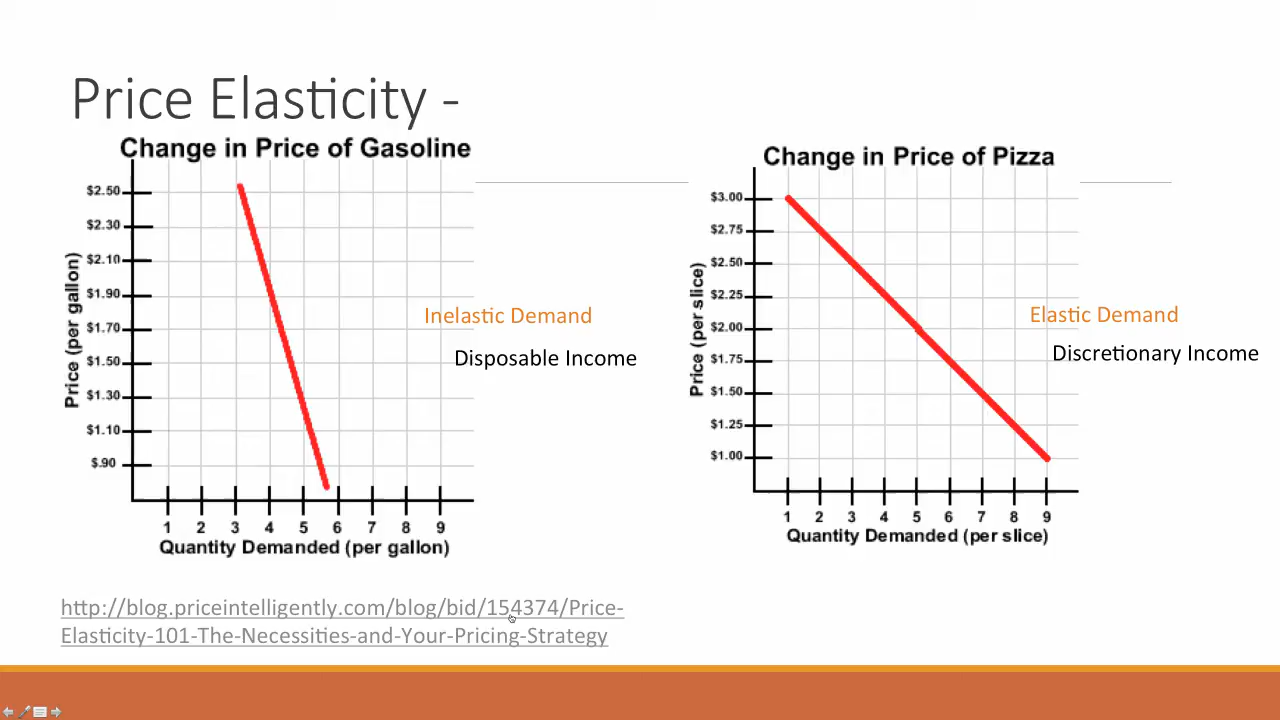 Price Elasticity -
Change in Price of Gasoline
$2.50
$2.30
$2.10
$1.90
$1.70
$1.50
$1.30
$1.10
$.90
Price (per gallon)
1 2 3 4 5 6 7 8 9
Quantity Demanded (per gallon)
Inelastic Demand
Disposable Income
Change in Price of Pizza
$3.00
$2.75
$2.50
$2.25
$2.00
$1.75
$1.50
$1.25
$1.00
Price (per slice)
1 2 3 4 5 6 7 8 9
Quantity Demanded (per slice)
Elastic Demand
Discretionary Income
http://blog.priceintelligently.com/blog/bid/154374/Price-
Elasticity-101-The-Necessities-and-Your-Pricing-Strategy